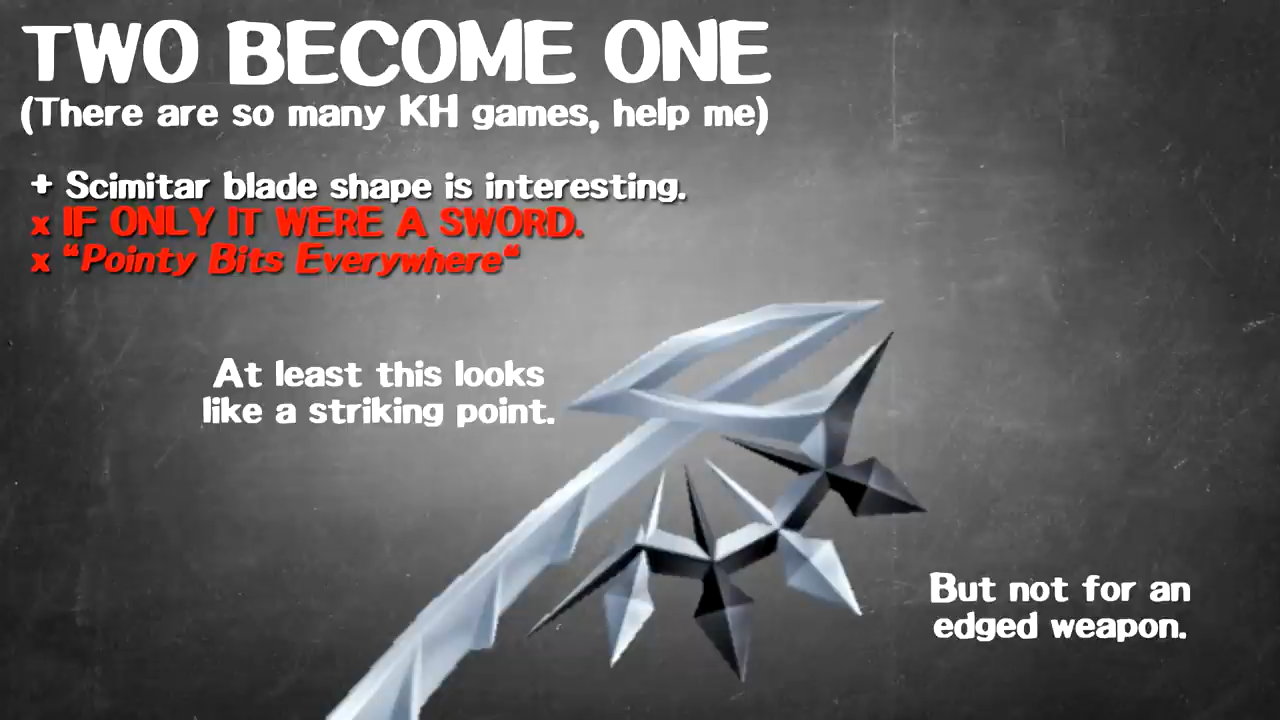 TWO BECOME ONE
(There are so many KH games, help me)
+ Scimitar blade shape is interesting.
x IF ONLY IT WERE A SWORD.
x “Pointy Bits Everywhere“
At least this looks
like a striking point.
But not for an
edged weapon.